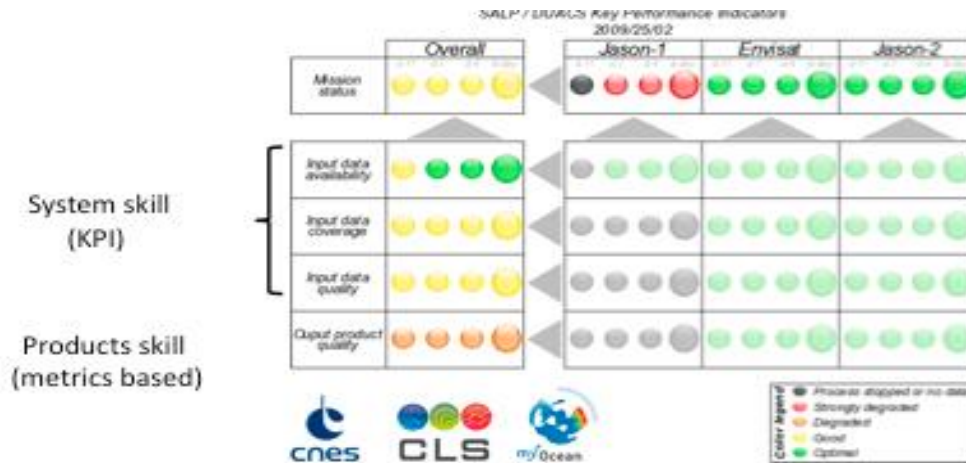 SALP / DUACS Key Performance Indicators
2009/25/02
Overall
Jason-1
Envisat
Jason-2
Mission
status
Input data
availability
Input data
coverage
Input data
quality
Ouput product
quality
System skill
(KPI)
Products skill
(metrics based)
cnes
CLS
myOcean
Color legend
Process stopped or no data
Strongly degraded
Degraded
Good
Optimal